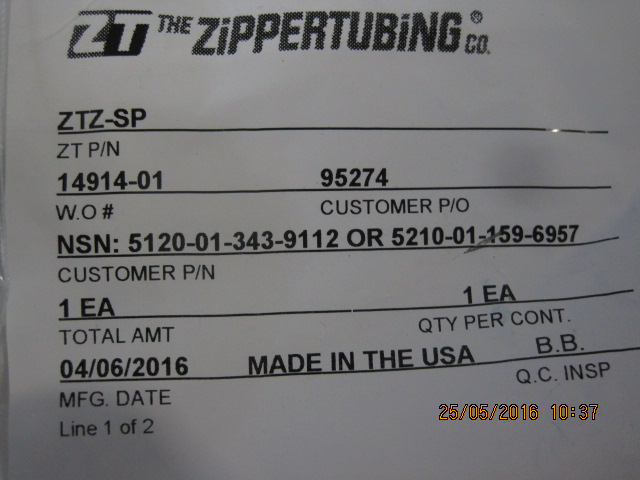 ZT THE ZiPPERTUBiNG® CO.
ZTZ-SP
ZT P/N
14914-01 95274
W.O # CUSTOMER P/O
NSN: 5120-01-343-9112 OR 5210-01-159-6957
CUSTOMER P/N
1 EA 1 EA
TOTAL AMT QTY PER CONT.
04/06/2016 MADE IN THE USA B.B.
MFG. DATE Q.C. INSP
Line 1 of 2
25/05/2016 10:37